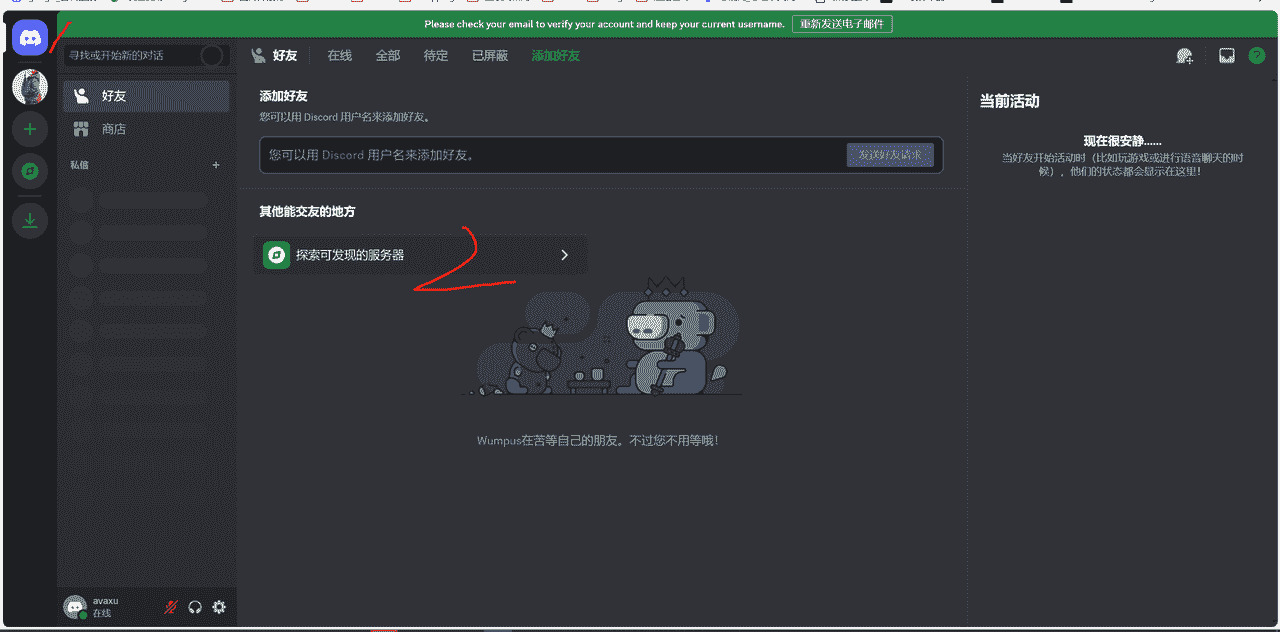 Please check your email to verify your account and keep your current username. 重新发送电子邮件
寻找或开始新的对话
好友 在线 全部 待定 已屏蔽 添加好友
好友
商店
私信
添加好友
您可以用 Discord 用户名来添加好友。
您可以用 Discord 用户名来添加好友。 发送好友请求
其他能交友的地方
探索可发现的服务器
2
Wumpus在苦等自己的朋友。不过您不用等哦！
当前活动
现在很安静……
当好友开始活动时（比如玩游戏或进行语音聊天的时
候），他们的状态都会显示在这里！
avaxu
在线